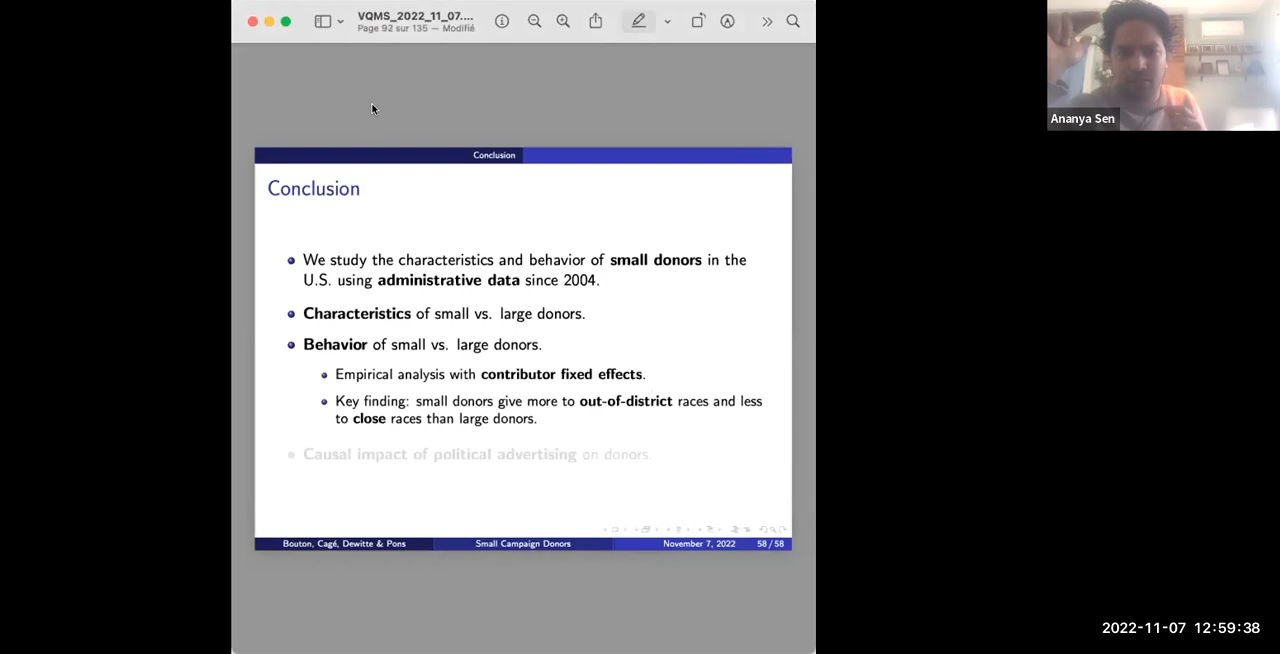 VQMS_2022_11_07....
Page 92 sur 135 — Modifié
Ananya Sen
Conclusion
Conclusion
We study the characteristics and behavior of small donors in the
U.S. using administrative data since 2004.
Characteristics of small vs. large donors.
Behavior of small vs. large donors.
Empirical analysis with contributor fixed effects.
Key finding: small donors give more to out-of-district races and less
to close races than large donors.
Causal impact of political advertising on donors.
Bouton, Cagé, Dewitte & Pons
Small Campaign Donors
November 7, 2022
58 / 58
2022-11-07 12:59:38